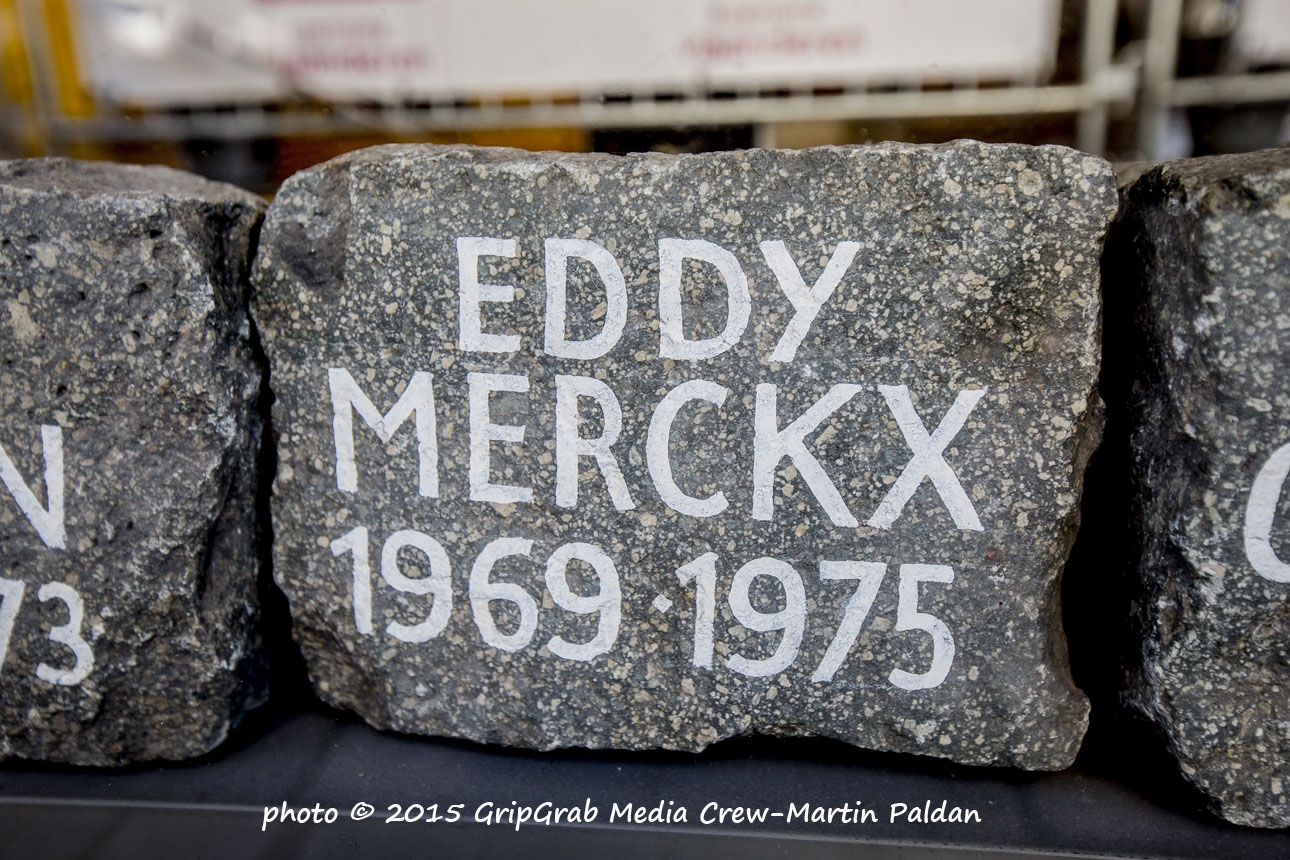 EDDY
MERCKX
1969·1975
photo © 2015 GripGrab Media Crew-Martin Paldan